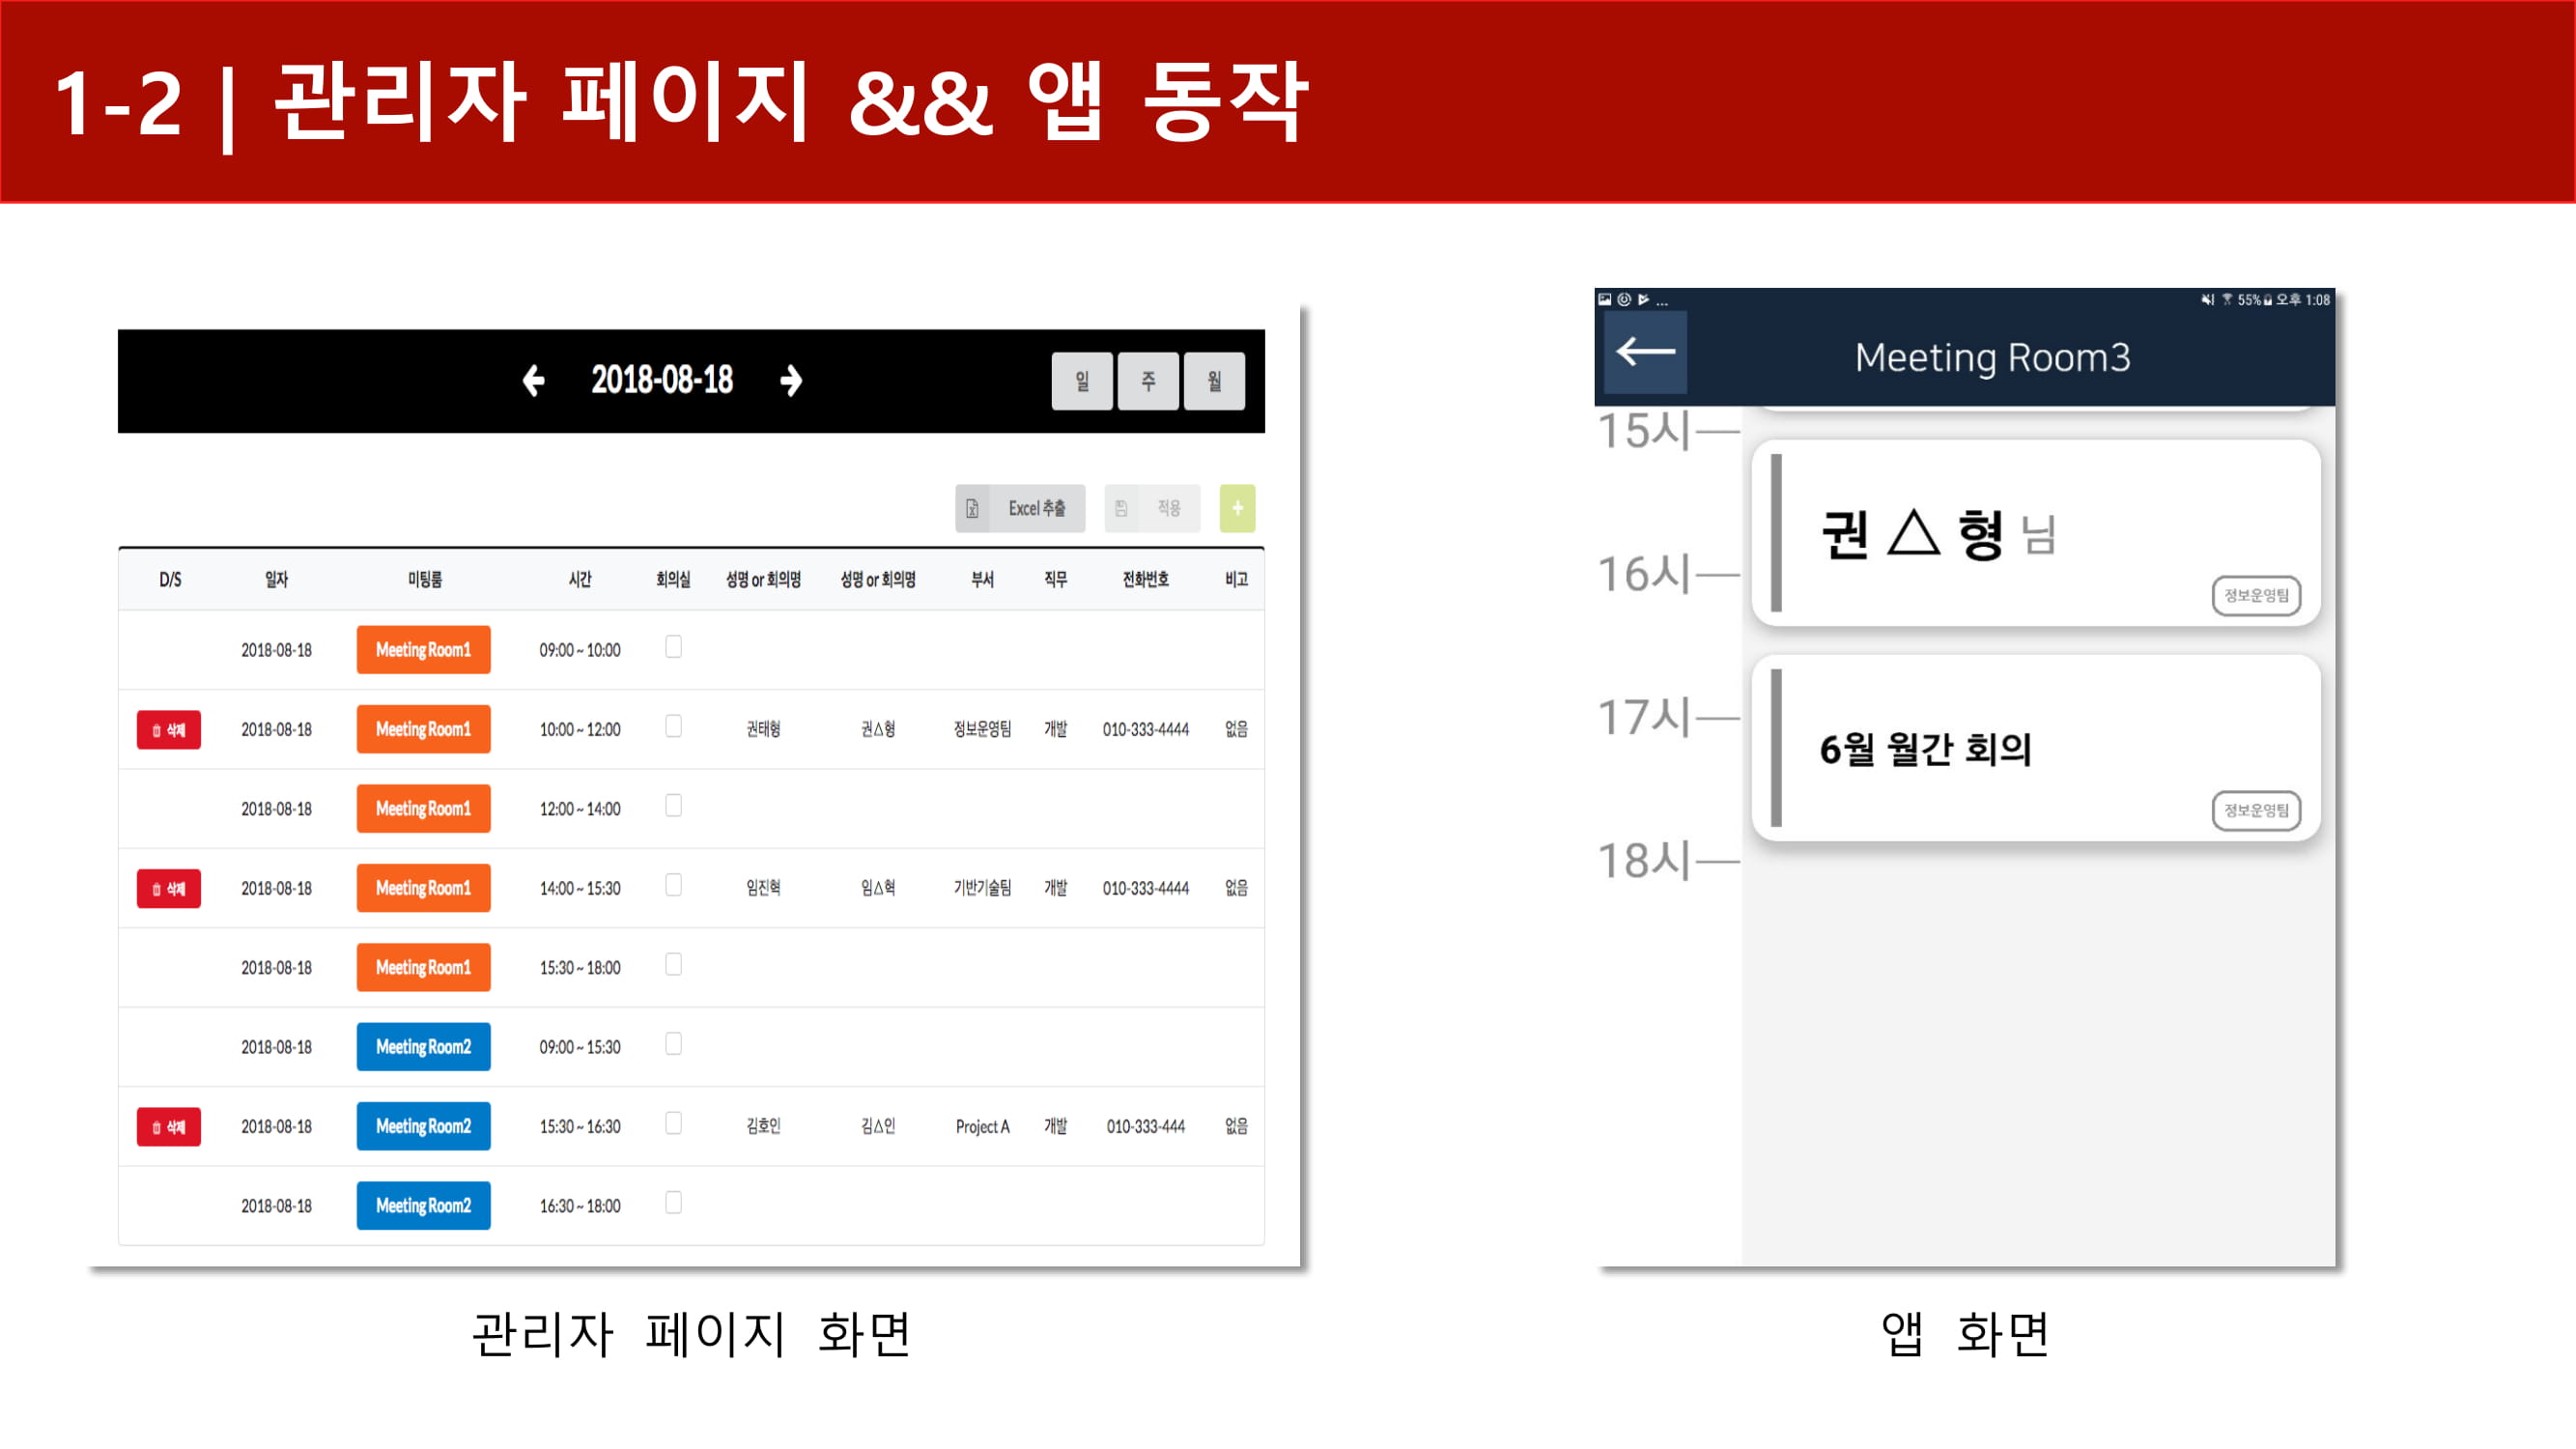 1-2 | 관리자 페이지 && 앱 동작
2018-08-18
일 주 월
Excel 추출 적용 +
D/S 일자 미팅룸 시간 회의실 성명 or 회의명 성명 or 회의명 부서 직무 전화번호 비고
2018-08-18 Meeting Room1 09:00 ~ 10:00
삭제 2018-08-18 Meeting Room1 10:00 ~ 12:00 권태형 권△형 정보운영팀 개발 010-333-4444 없음
2018-08-18 Meeting Room1 12:00 ~ 14:00
삭제 2018-08-18 Meeting Room1 14:00 ~ 15:30 임진혁 임△혁 기반기술팀 개발 010-333-4444 없음
2018-08-18 Meeting Room1 15:30 ~ 18:00
2018-08-18 Meeting Room2 09:00 ~ 15:30
삭제 2018-08-18 Meeting Room2 15:30 ~ 16:30 김호인 김△인 Project A 개발 010-333-444 없음
2018-08-18 Meeting Room2 16:30 ~ 18:00
관리자 페이지 화면
... 55% 오후 1:08
Meeting Room3
15시
권 △ 형 님
16시
정보운영팀
17시
6월 월간 회의
정보운영팀
18시
앱 화면